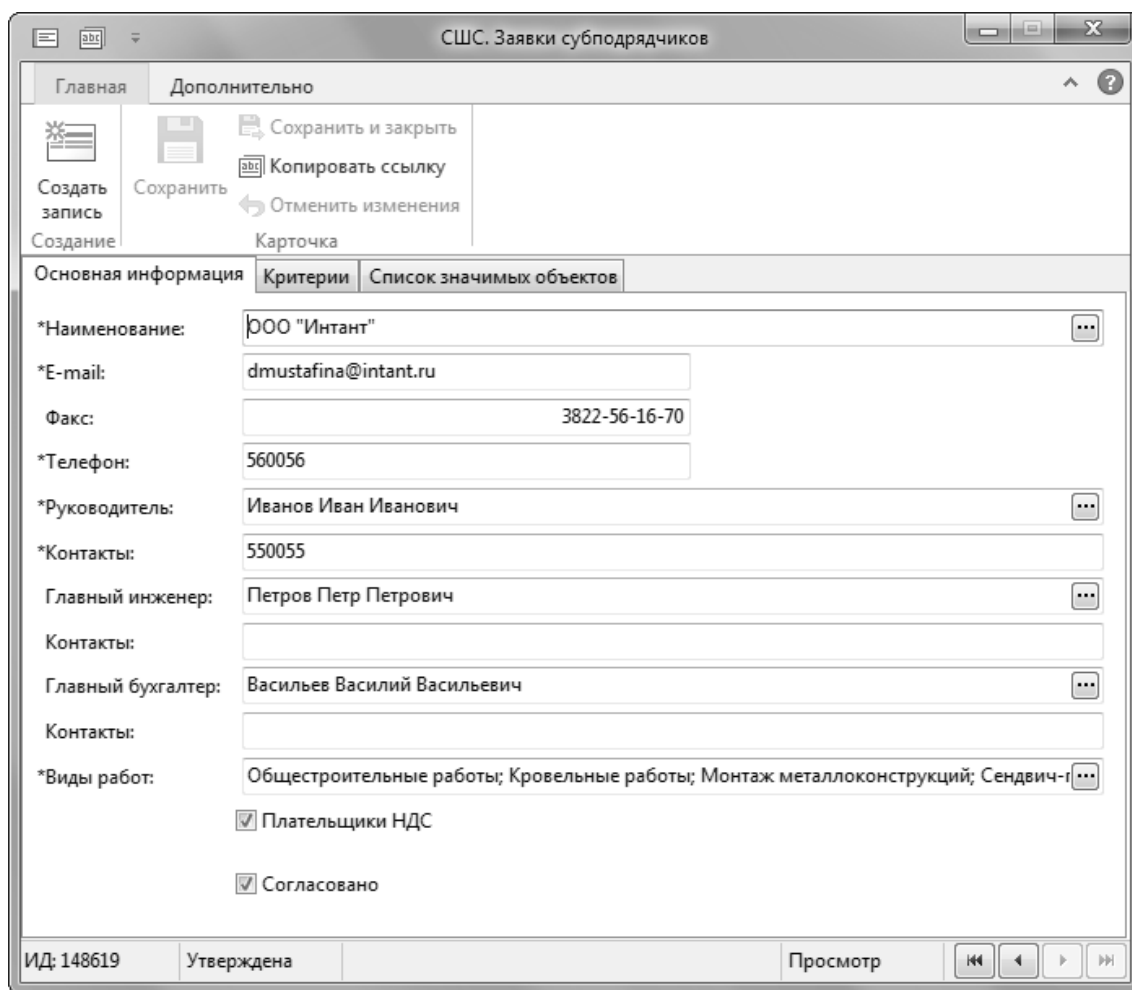 СШС. Заявки субподрядчиков
Главная Дополнительно
Создать запись
Сохранить
Сохранить и закрыть
Копировать ссылку
Отменить изменения
Создание Карточка
Основная информация Критерии Список значимых объектов
*Наименование: ООО "Интант"
*E-mail: dmustafina@intant.ru
Факс: 3822-56-16-70
*Телефон: 560056
*Руководитель: Иванов Иван Иванович
*Контакты: 550055
Главный инженер: Петров Петр Петрович
Контакты:
Главный бухгалтер: Васильев Василий Васильевич
Контакты:
*Виды работ: Общестроительные работы; Кровельные работы; Монтаж металлоконструкций; Сендвич-
Плательщики НДС
Согласовано
ИД: 148619 Утверждена Просмотр